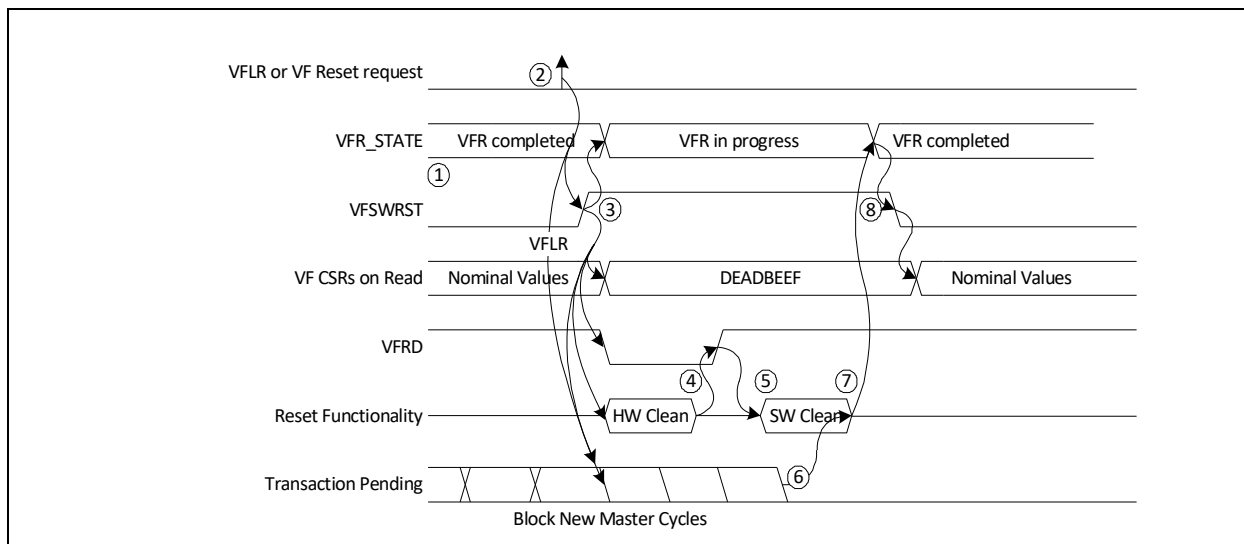 VFLR or VF Reset request
②
VFR_STATE
VFR completed
VFR in progress
VFR completed
①
VFSWRST
③
⑧
VFLR
VF CSRs on Read
Nominal Values
DEADBEEF
Nominal Values
VFRD
④
⑤
⑦
Reset Functionality
HW Clean
SW Clean
⑥
Transaction Pending
Block New Master Cycles